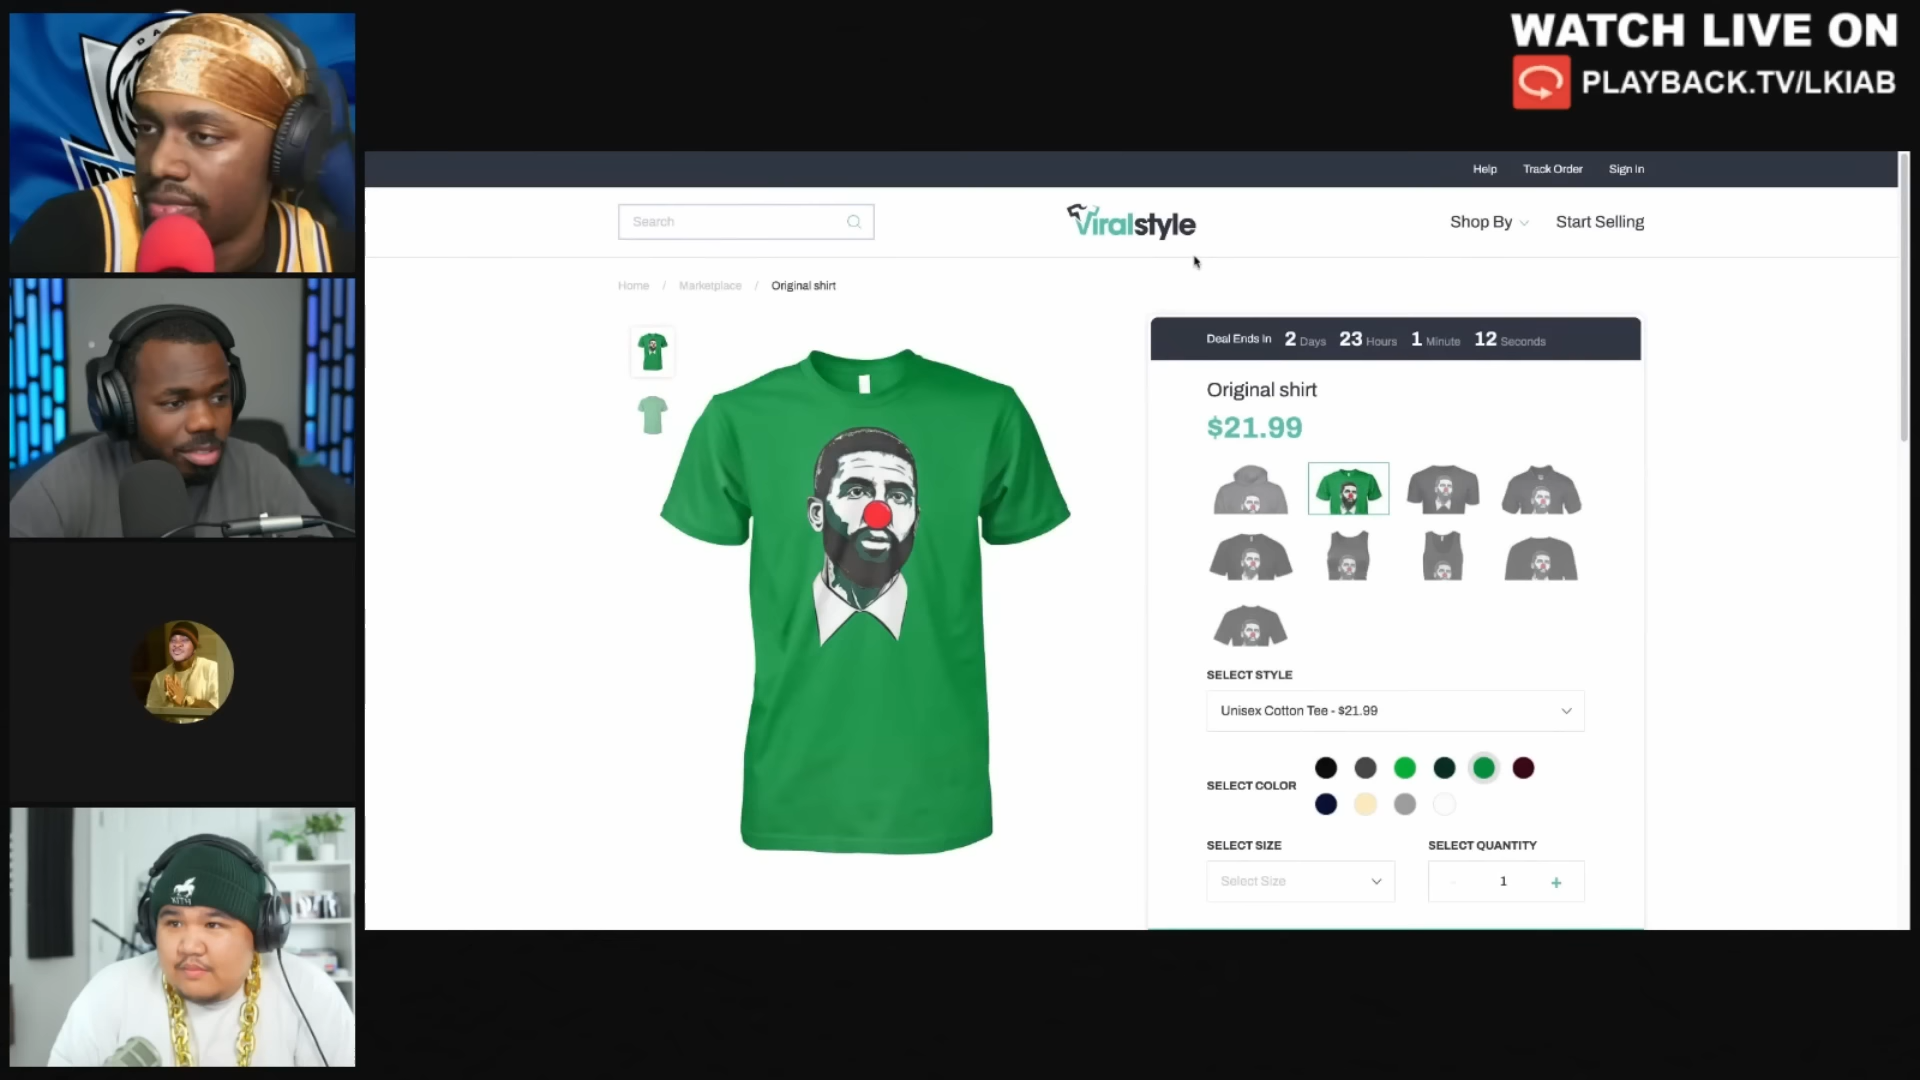 WATCH LIVE ON
PLAYBACK.TV/LKIAB
Help Track Order Sign In
Search
Viralstyle
Shop By
Start Selling
Home / Marketplace / Original shirt
Deal Ends In 2 Days 23 Hours 1 Minute 12 Seconds
Original shirt
$21.99
SELECT STYLE
Unisex Cotton Tee - $21.99
SELECT COLOR
SELECT SIZE
SELECT QUANTITY
Select Size
- 1 +